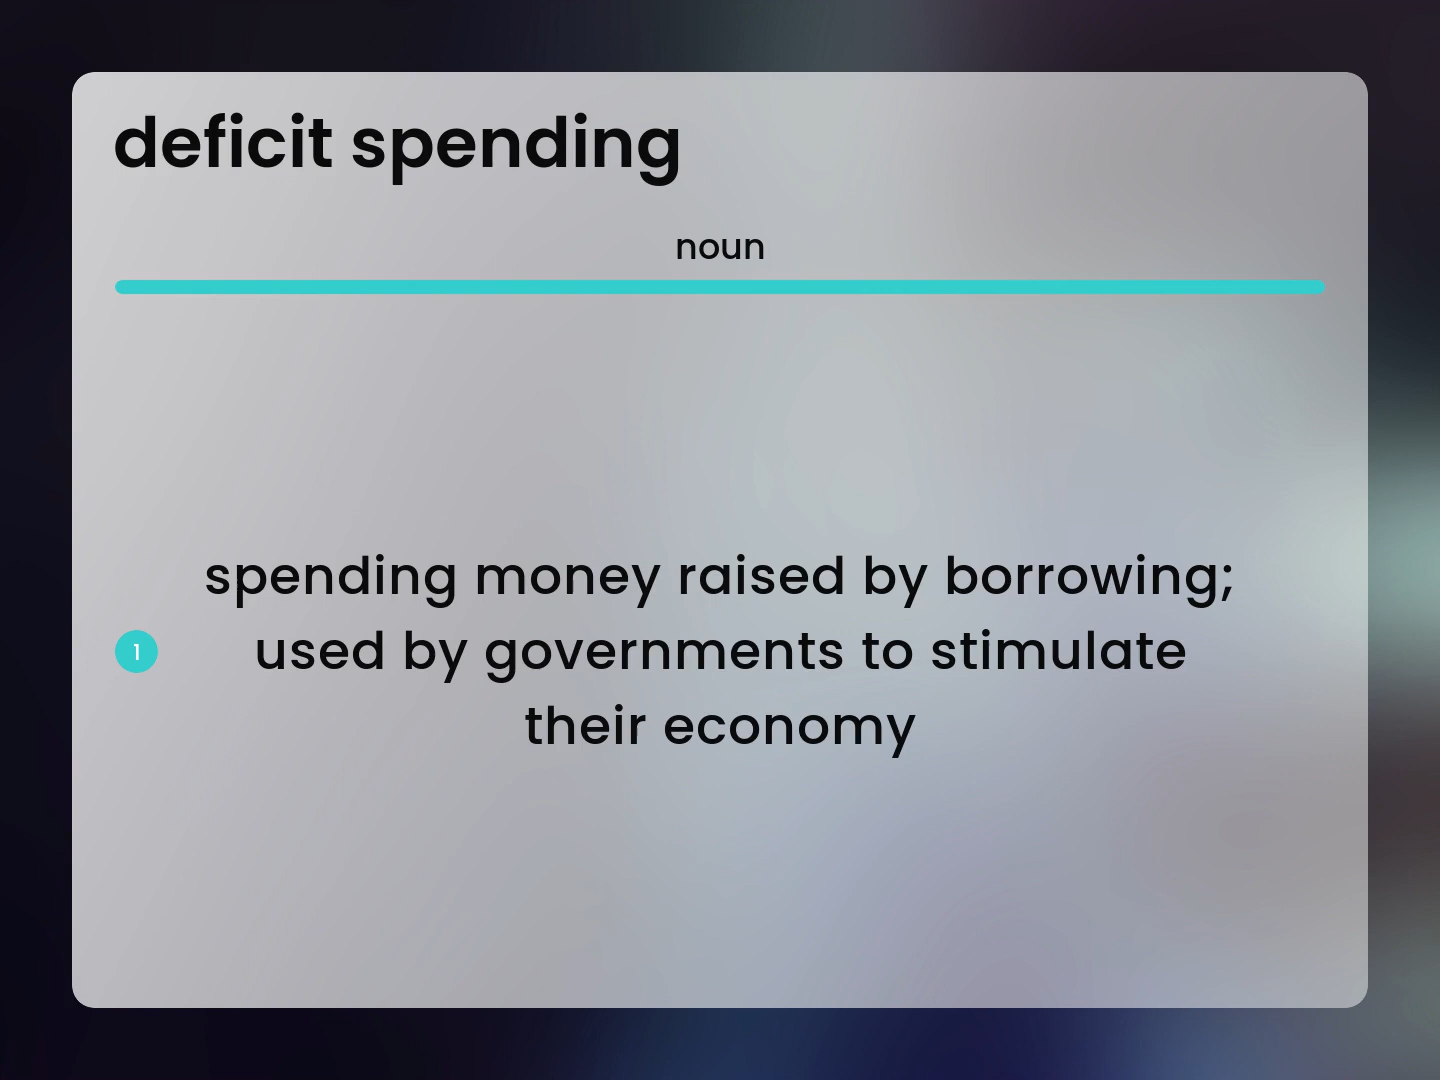 deficit spending
noun
spending money raised by borrowing;
1 used by governments to stimulate
their economy